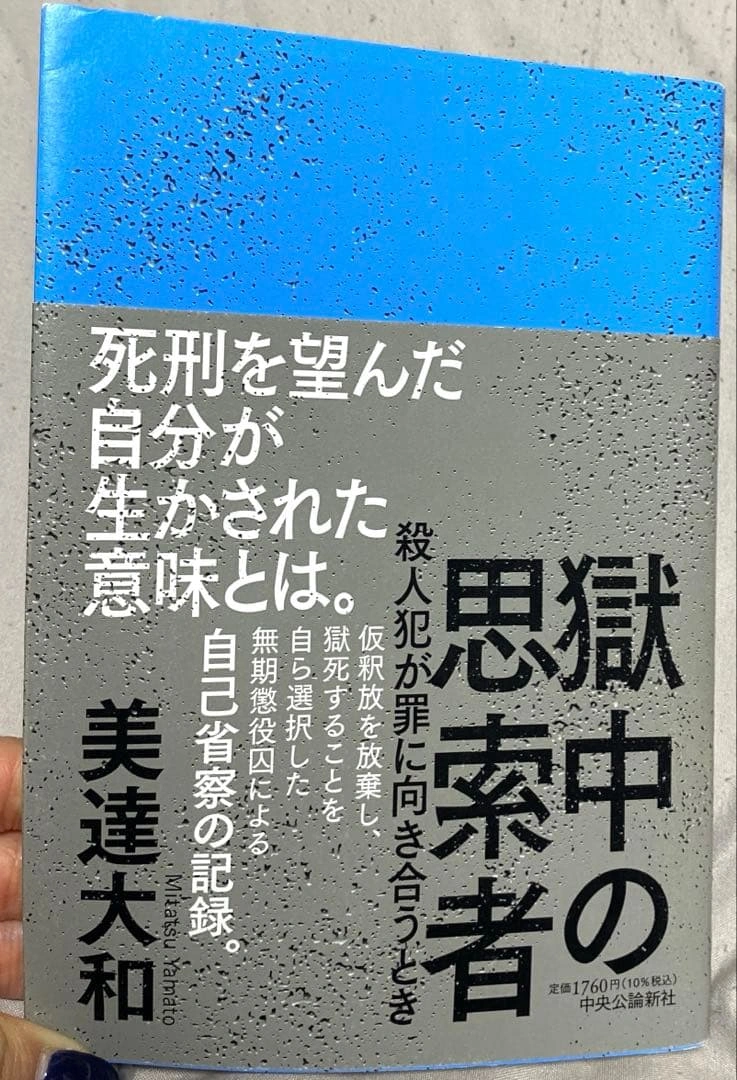 死刑を望んだ
自分が
生かされた
意味とは。
獄中の
思索者
殺人犯が罪に向き合うとき
仮釈放を放棄し、
獄死することを
自ら選択した
無期懲役囚による
自己省察の記録。
美達大和
Mitatsu Yamato
定価1760円(10%税込)
中央公論新社